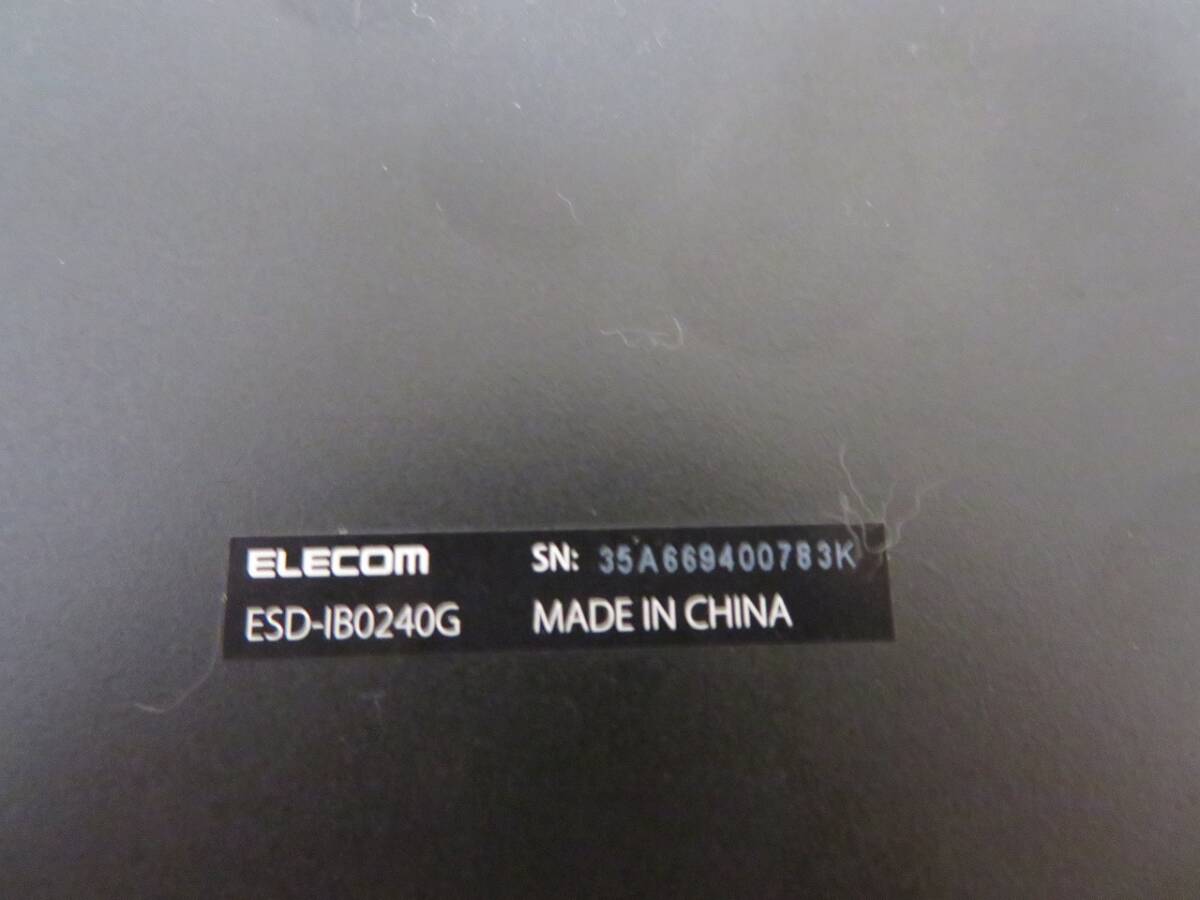 ELECOM SN: 35A669400783K
ESD-IB0240G MADE IN CHINA